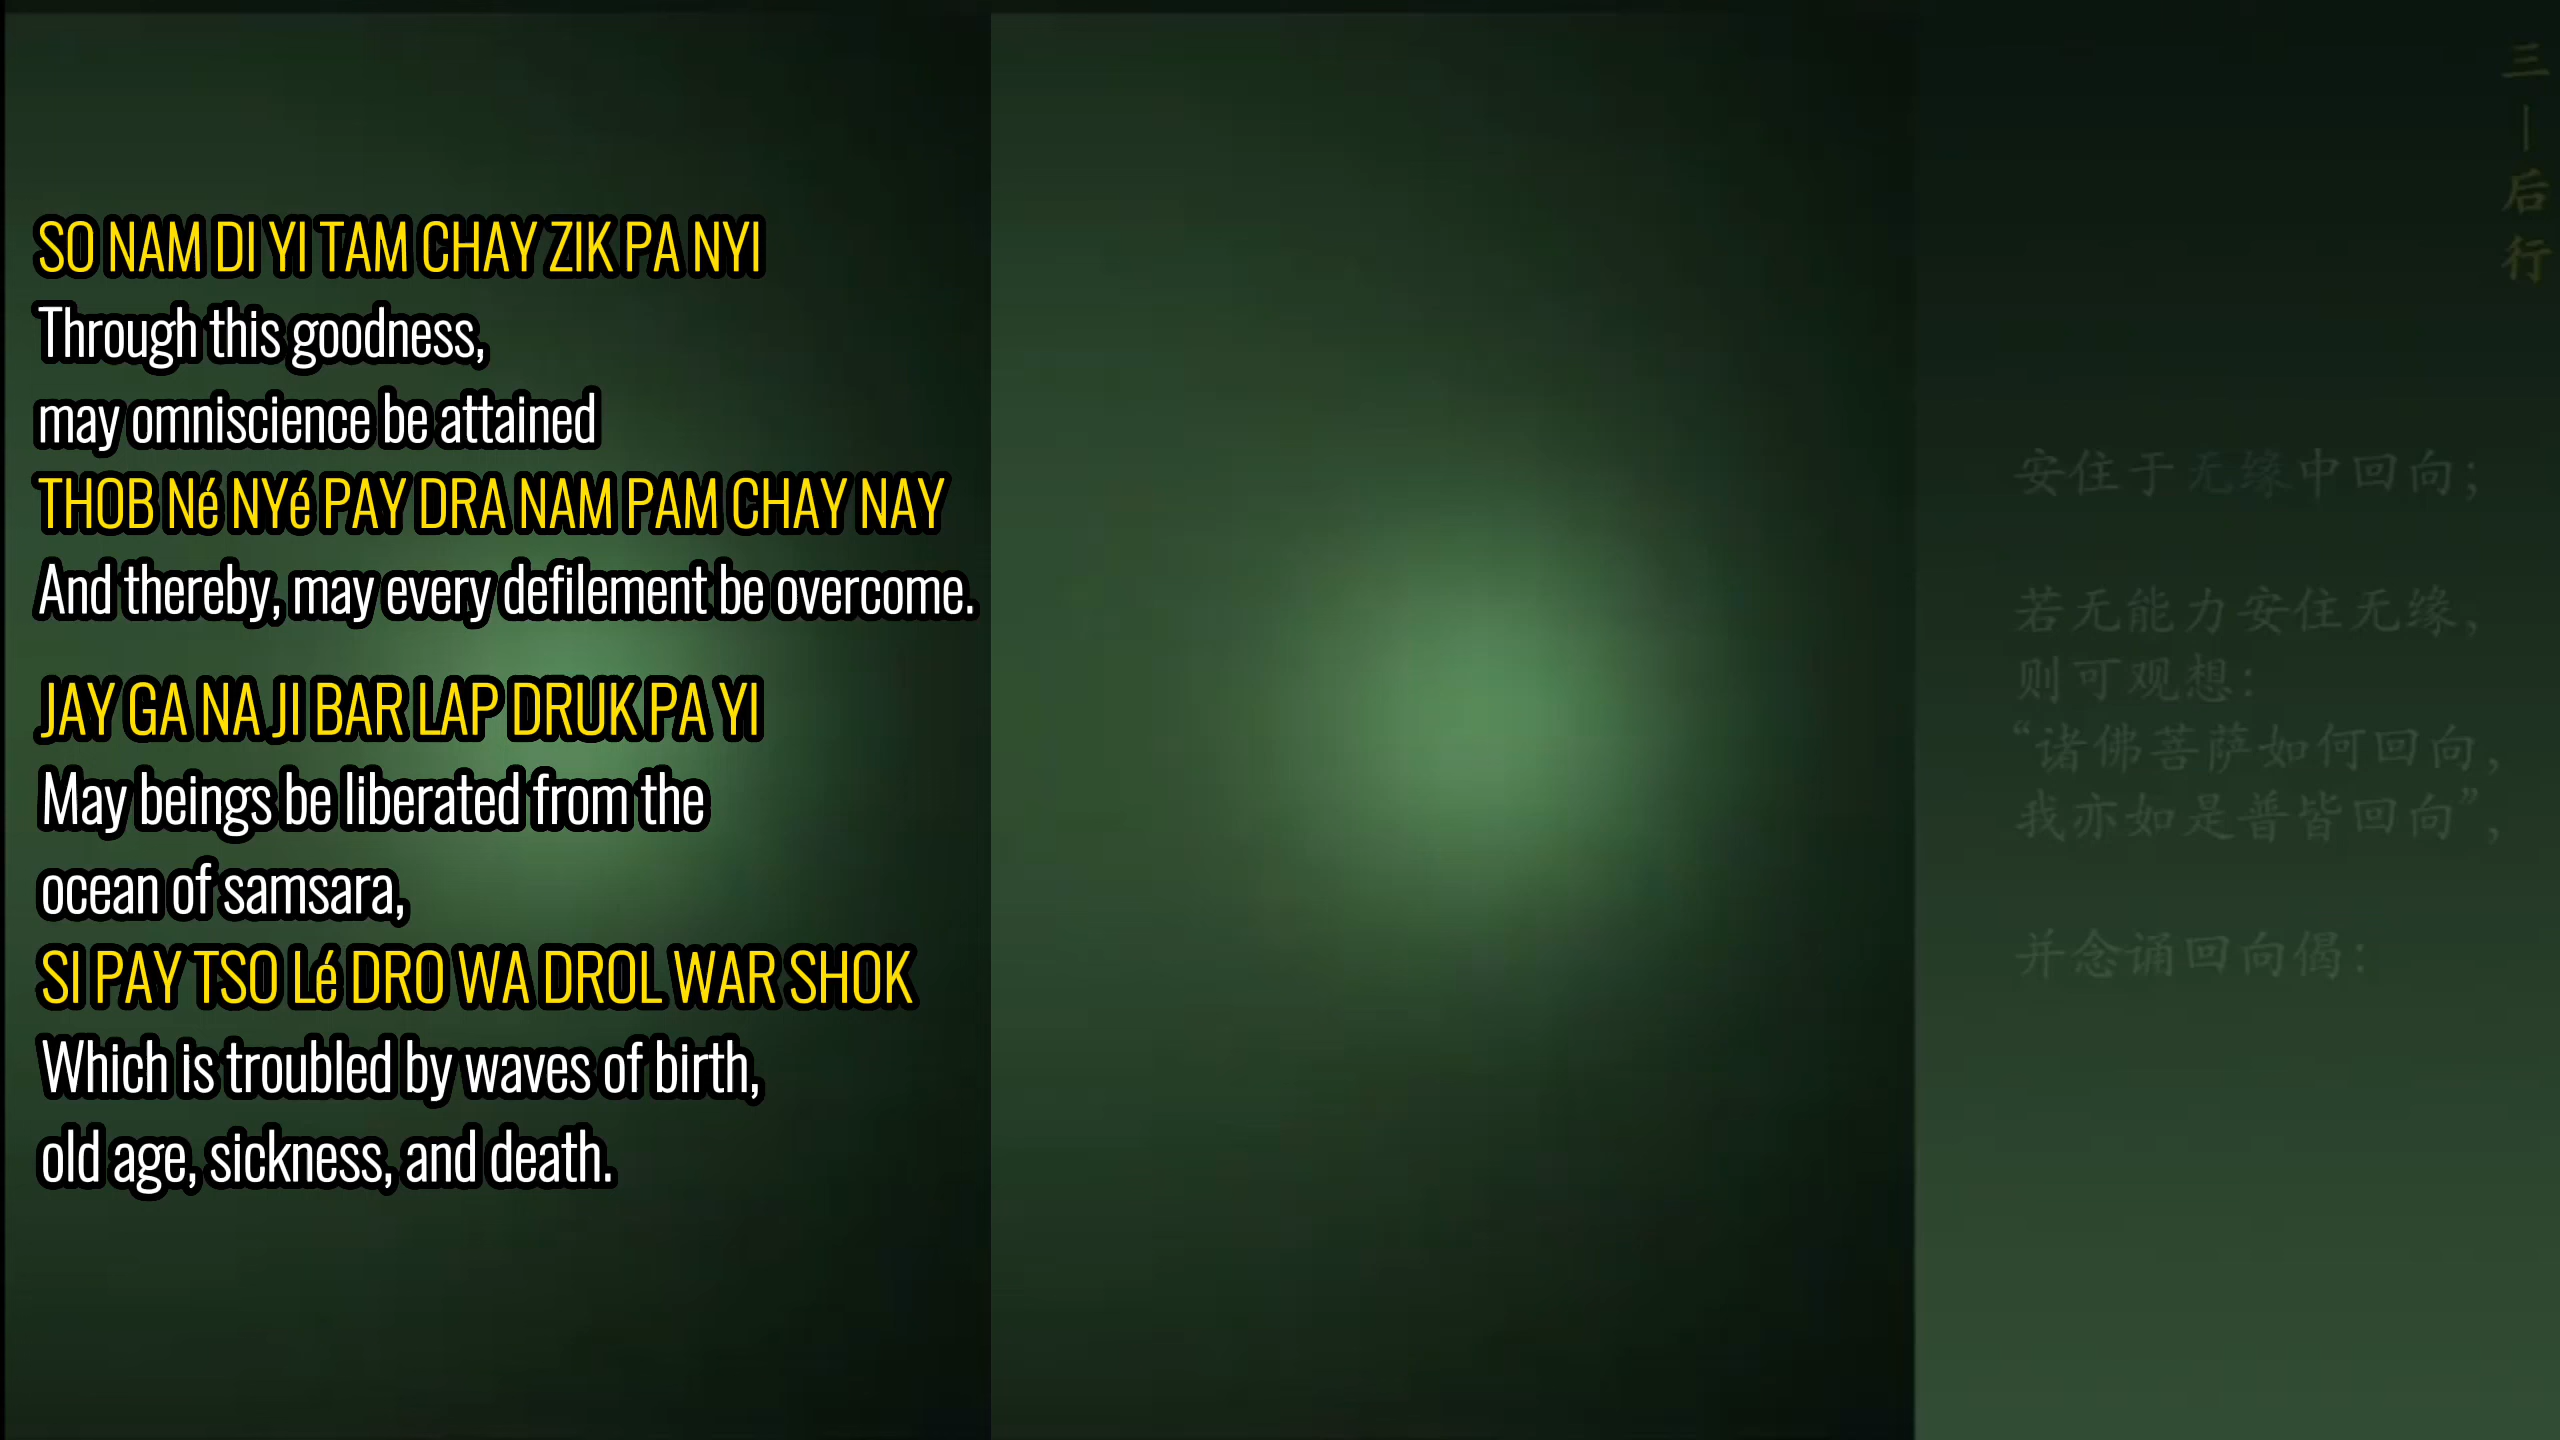 SO NAM DI YI TAM CHAY ZIK PA NYI
Through this goodness,
may omniscience be attained
THOB Né NYé PAY DRA NAM PAM CHAY NAY
And thereby, may every defilement be overcome.
JAY GA NA JI BAR LAP DRUK PA YI
May beings be liberated from the
ocean of samsara,
SI PAY TSO Lé DRO WA DROL WAR SHOK
Which is troubled by waves of birth,
old age, sickness, and death.
三｜后行
安住于无缘中回向；
若无能力安住无缘，
则可观想：
“诸佛菩萨如何回向，
我亦如是普皆回向”，
并念诵回向偈：